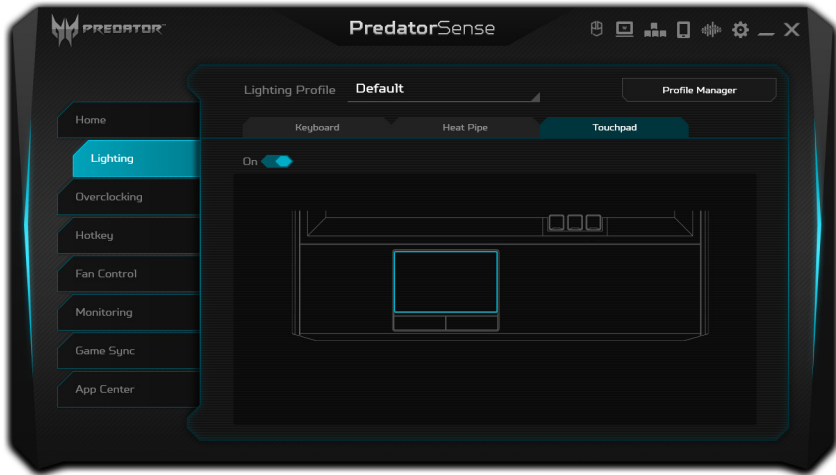 PREDATOR
PredatorSense
Lighting Profile Default
Profile Manager
Home
Lighting
Overclocking
Hotkey
Fan Control
Monitoring
Game Sync
App Center
Keyboard Heat Pipe Touchpad
On